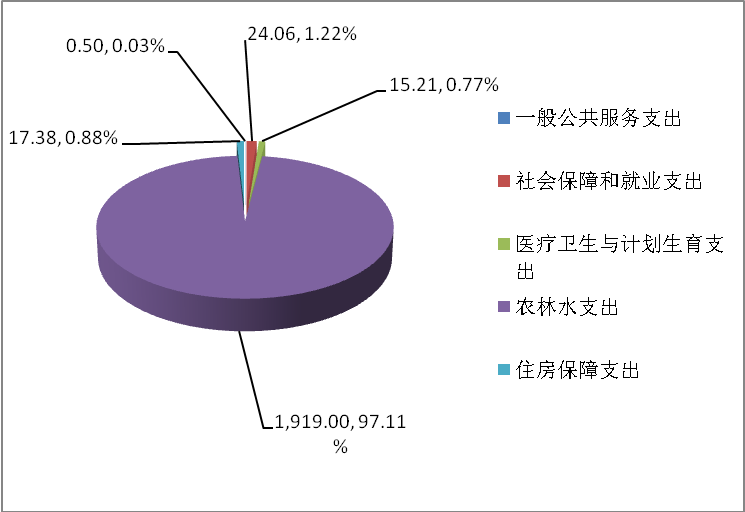 24.06, 1.22%
0.50, 0.03%
15.21, 0.77%
17.38, 0.88%
1,919.00, 97.11
%
一般公共服务支出
社会保障和就业支出
医疗卫生与计划生育支
出
农林水支出
住房保障支出